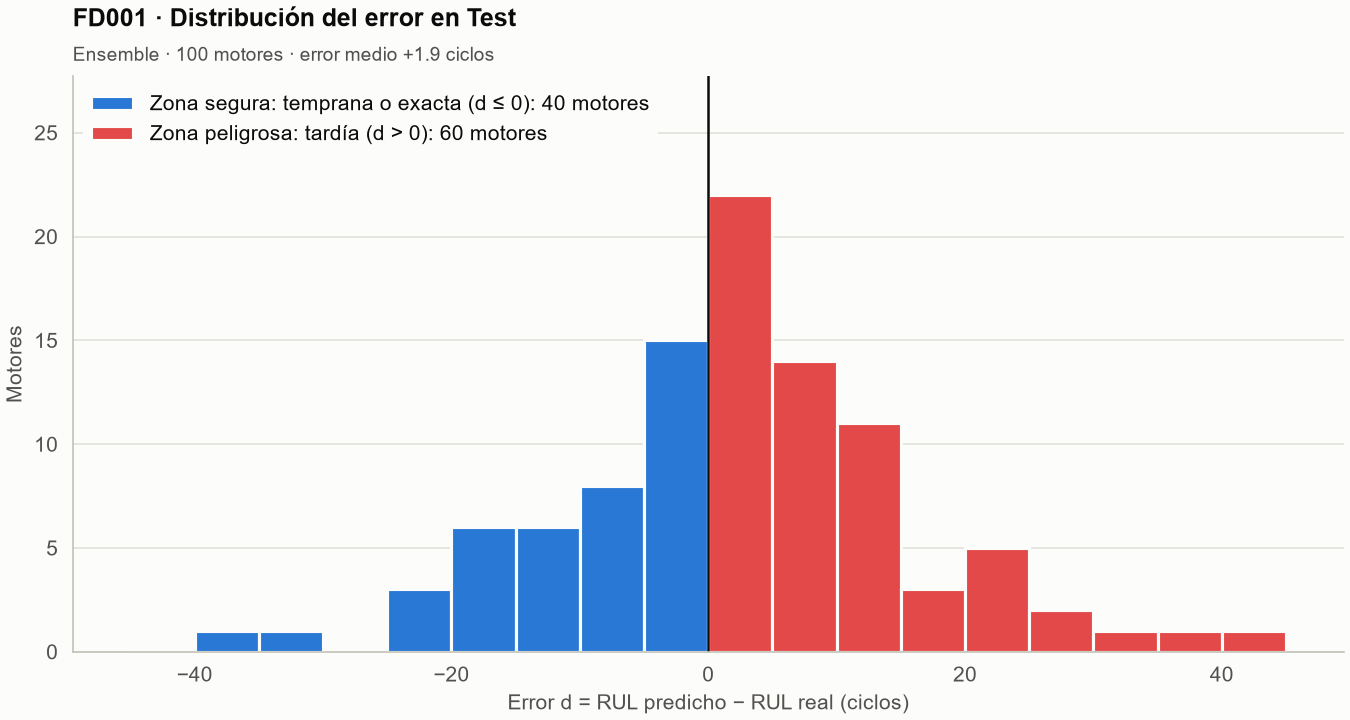 FD001 · Distribución del error en Test
Ensemble · 100 motores · error medio +1.9 ciclos
Zona segura: temprana o exacta (d ≤ 0): 40 motores
Zona peligrosa: tardía (d > 0): 60 motores
Motores
25
20
15
10
5
0
−40
−20
0
20
40
Error d = RUL predicho − RUL real (ciclos)